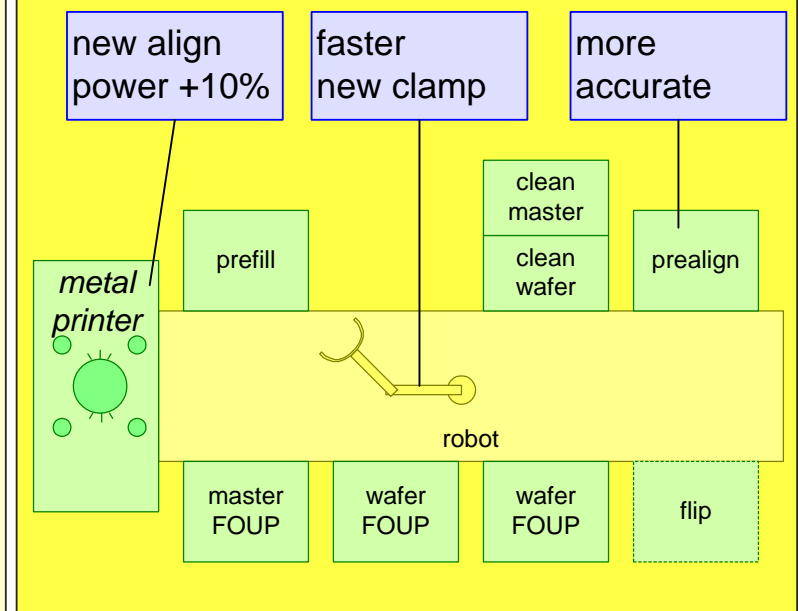 new align
power +10%
faster
new clamp
more
accurate
clean
master
prefill
clean
wafer
prealign
metal
printer
robot
master
FOUP
wafer
FOUP
wafer
FOUP
flip